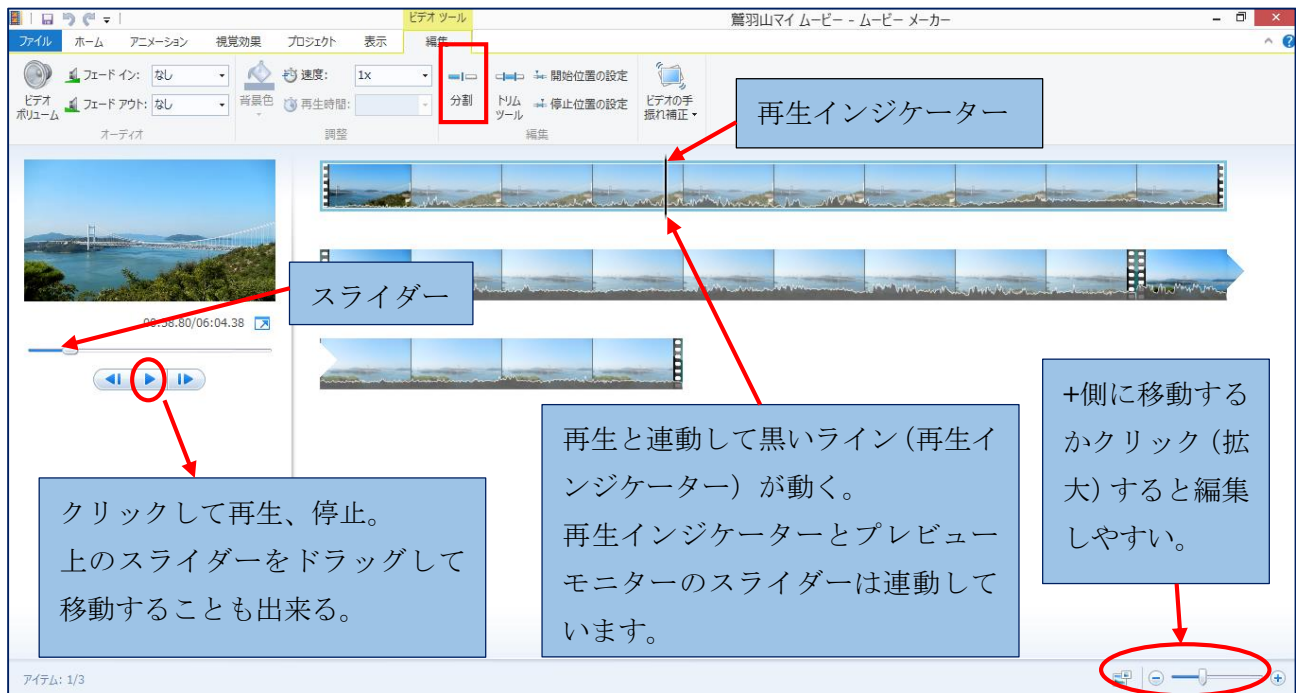 ビデオ ツール
鷲羽山マイ ムービー - ムービー メーカー
ファイル ホーム アニメーション 視覚効果 プロジェクト 表示 編集
ビデオ
ボリューム
フェード イン: なし
フェード アウト: なし
オーディオ
背景色
速度: 1x
再生時間:
調整
分割
トリム
ツール
開始位置の設定
停止位置の設定
編集
ビデオの手
振れ補正
再生インジケーター
スライダー
/06:04.38
クリックして再生、停止。
上のスライダーをドラッグして
移動することも出来る。
再生と連動して黒いライン(再生イ
ンジケーター)が動く。
再生インジケーターとプレビュー
モニターのスライダーは連動して
います。
+側に移動する
かクリック(拡
大)すると編集
しやすい。
アイテム: 1/3